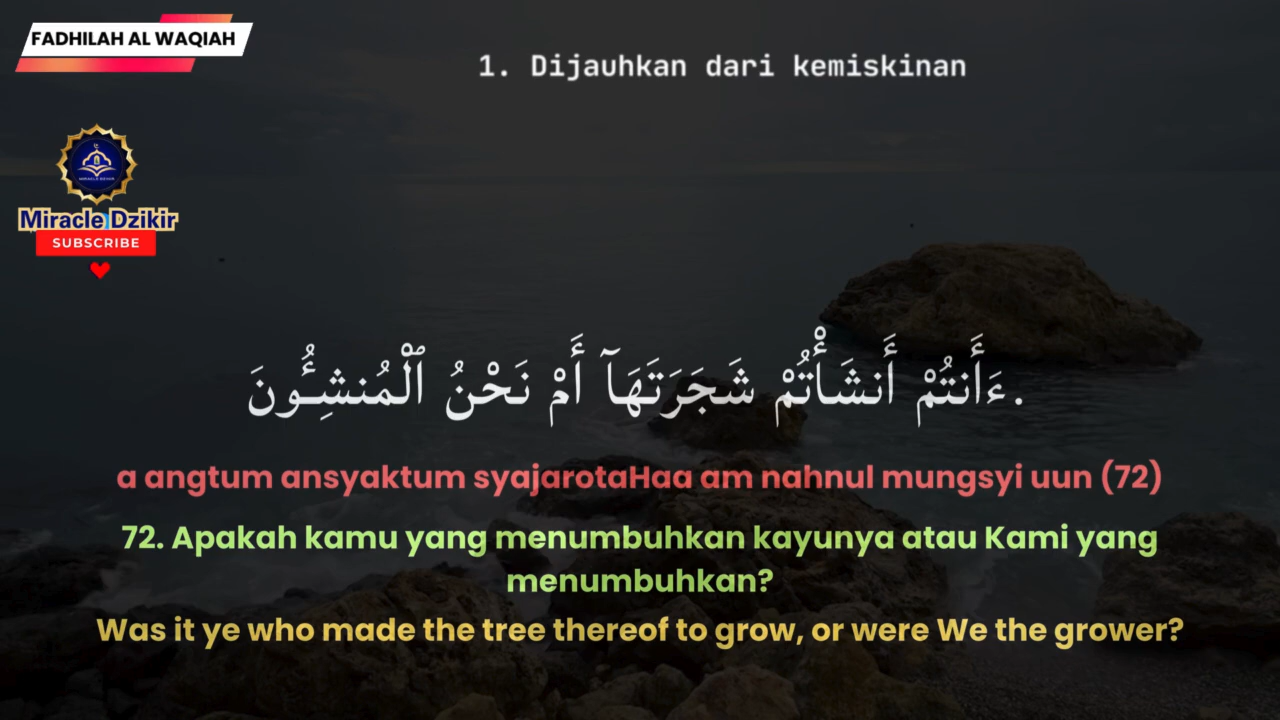 FADHILAH AL WAQIAH
1. Dijauhkan dari kemiskinan
MIRACLE DZIKIR
Miracle Dzikir
SUBSCRIBE
ءَأَنتُمْ أَنشَأْتُمْ شَجَرَتَهَآ أَمْ نَحْنُ ٱلْمُنشِـُٔونَ.
a angtum ansyaktum syajarotaHaa am nahnul mungsyi uun (72)
72. Apakah kamu yang menumbuhkan kayunya atau Kami yang
menumbuhkan?
Was it ye who made the tree thereof to grow, or were We the grower?